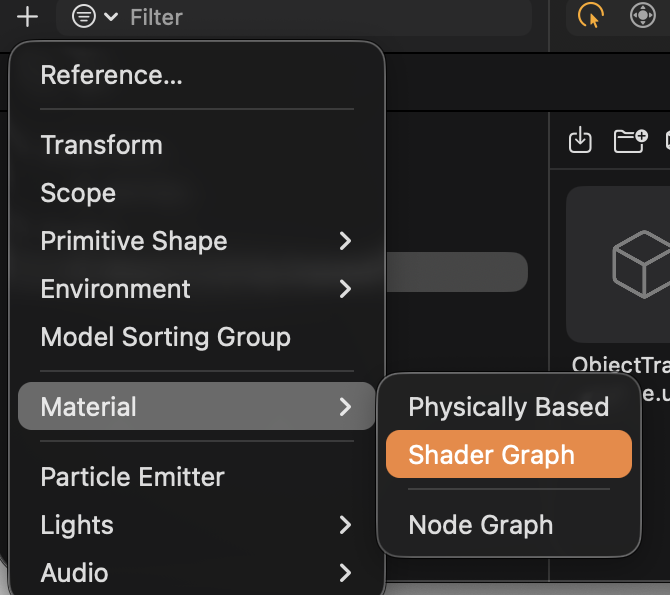 Filter
Reference...
Transform
Scope
Primitive Shape
Environment
Model Sorting Group
Material
Particle Emitter
Lights
Audio
Physically Based
Shader Graph
Node Graph
ObjectTra
e.u